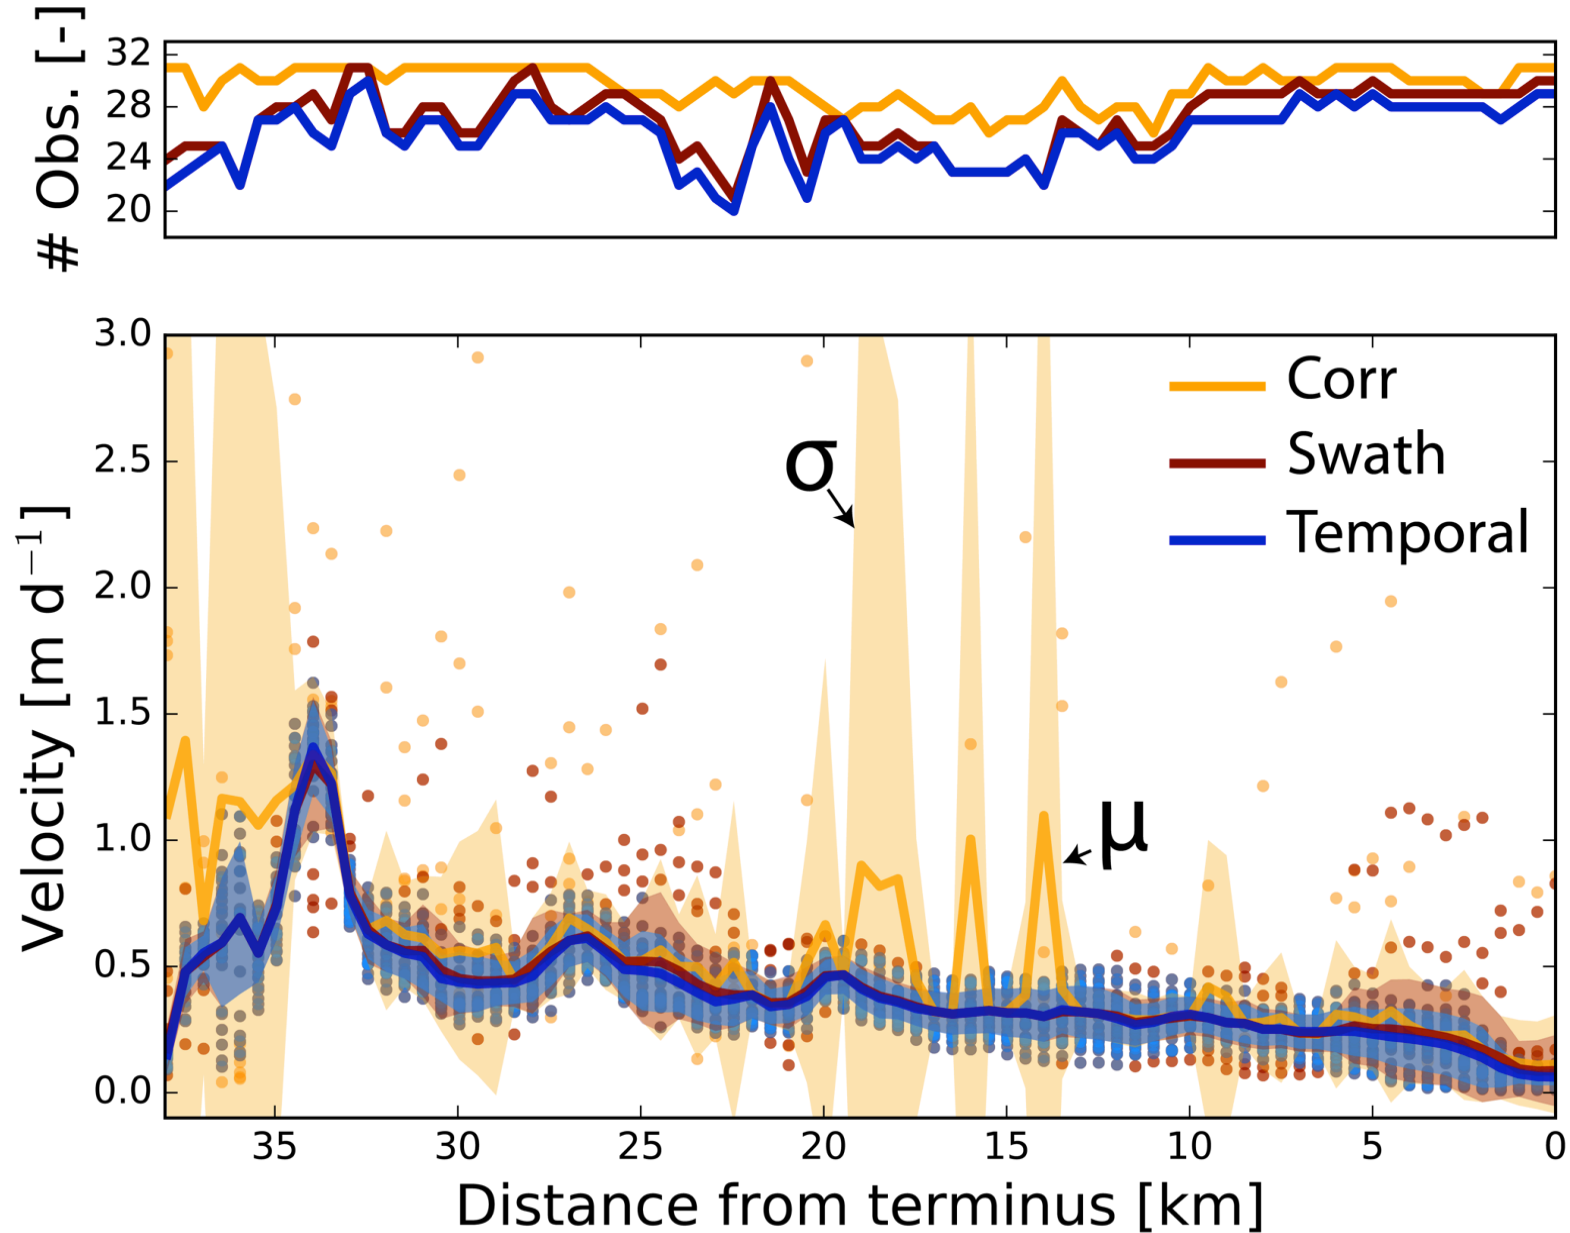 # Obs. [-]
32
28
24
20
Velocity [m d⁻¹]
3.0
2.5
2.0
1.5
1.0
0.5
0.0
Corr
Swath
Temporal
σ
μ
35 30 25 20 15 10 5 0
Distance from terminus [km]